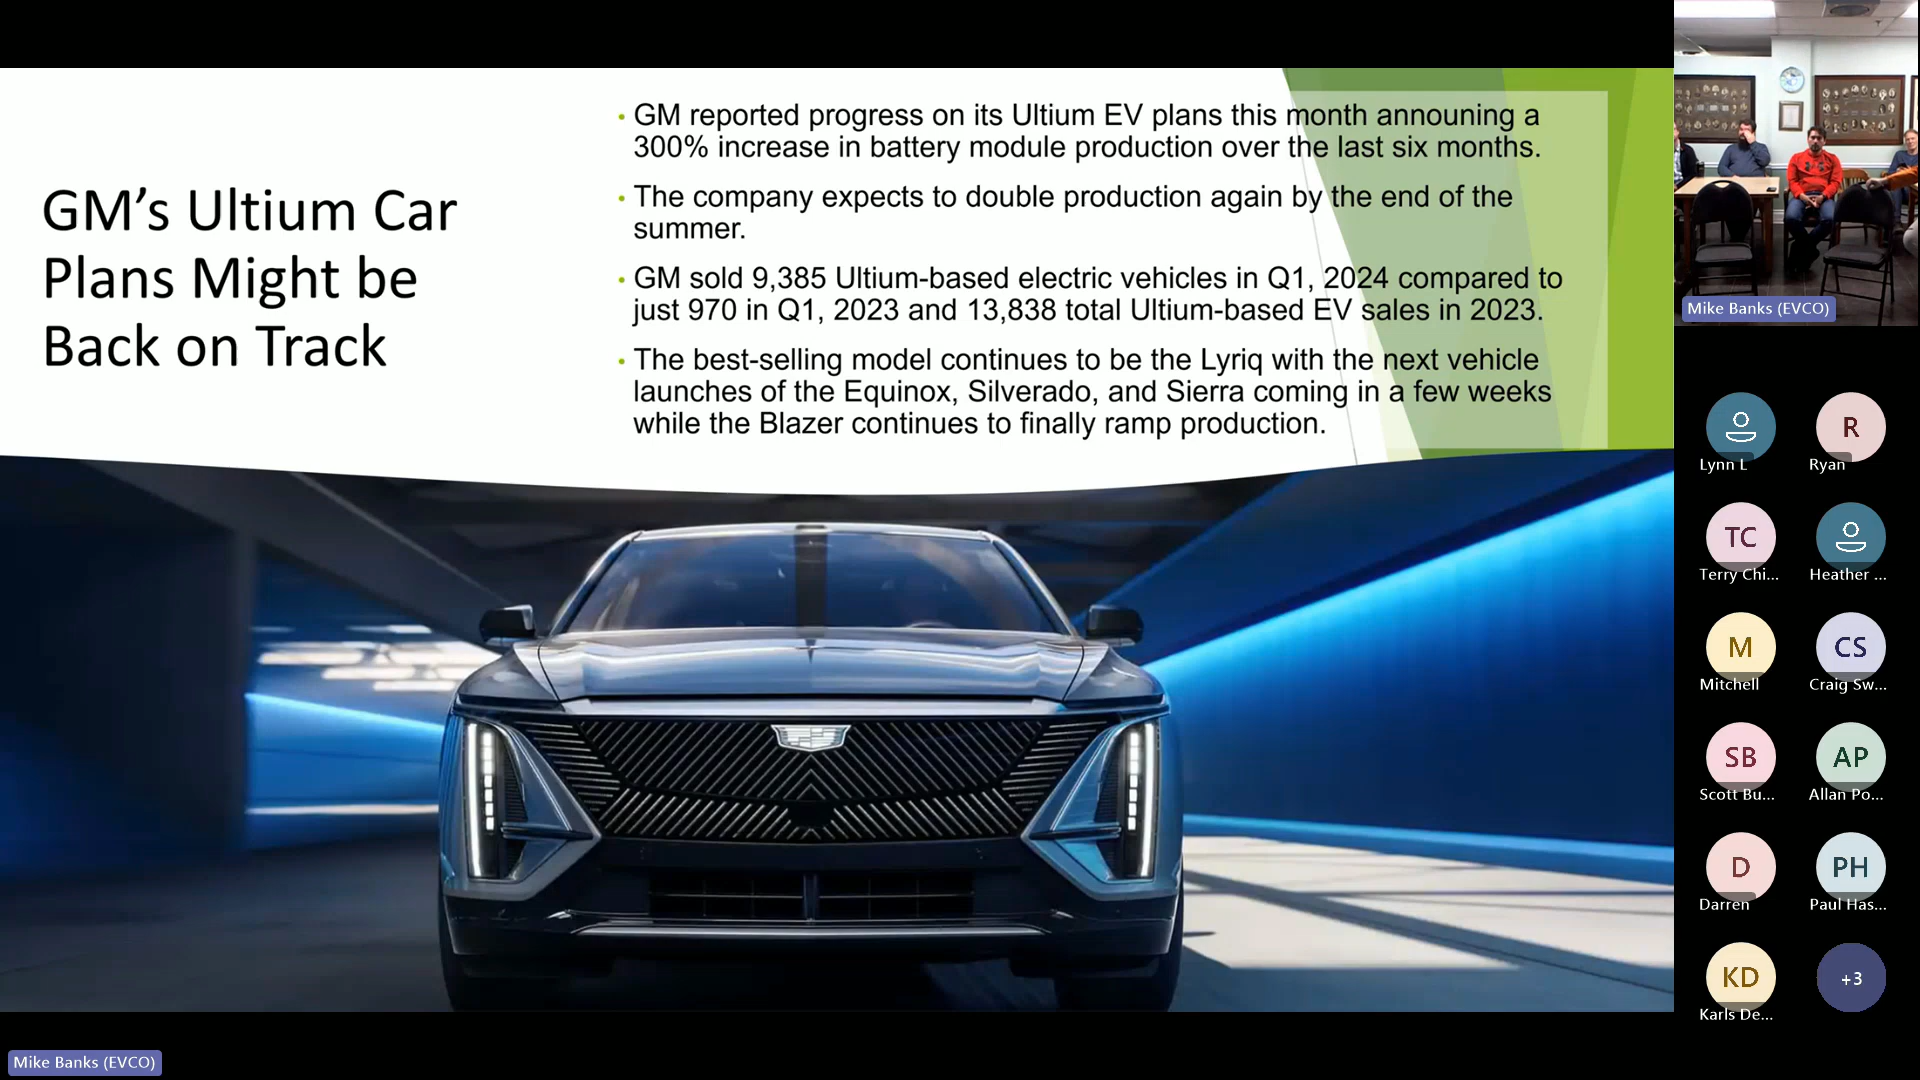 GM's Ultium Car
Plans Might be
Back on Track
• GM reported progress on its Ultium EV plans this month announing a
300% increase in battery module production over the last six months.
• The company expects to double production again by the end of the
summer.
• GM sold 9,385 Ultium-based electric vehicles in Q1, 2024 compared to
just 970 in Q1, 2023 and 13,838 total Ultium-based EV sales in 2023.
• The best-selling model continues to be the Lyriq with the next vehicle
launches of the Equinox, Silverado, and Sierra coming in a few weeks
while the Blazer continues to finally ramp production.
Mike Banks (EVCO)
Lynn L
R
Ryan
TC
Terry Chi...
Heather ...
M
Mitchell
CS
Craig Sw...
SB
Scott Bu...
AP
Allan Po...
D
Darren
PH
Paul Has...
KD
Karls De...
+3
Mike Banks (EVCO)